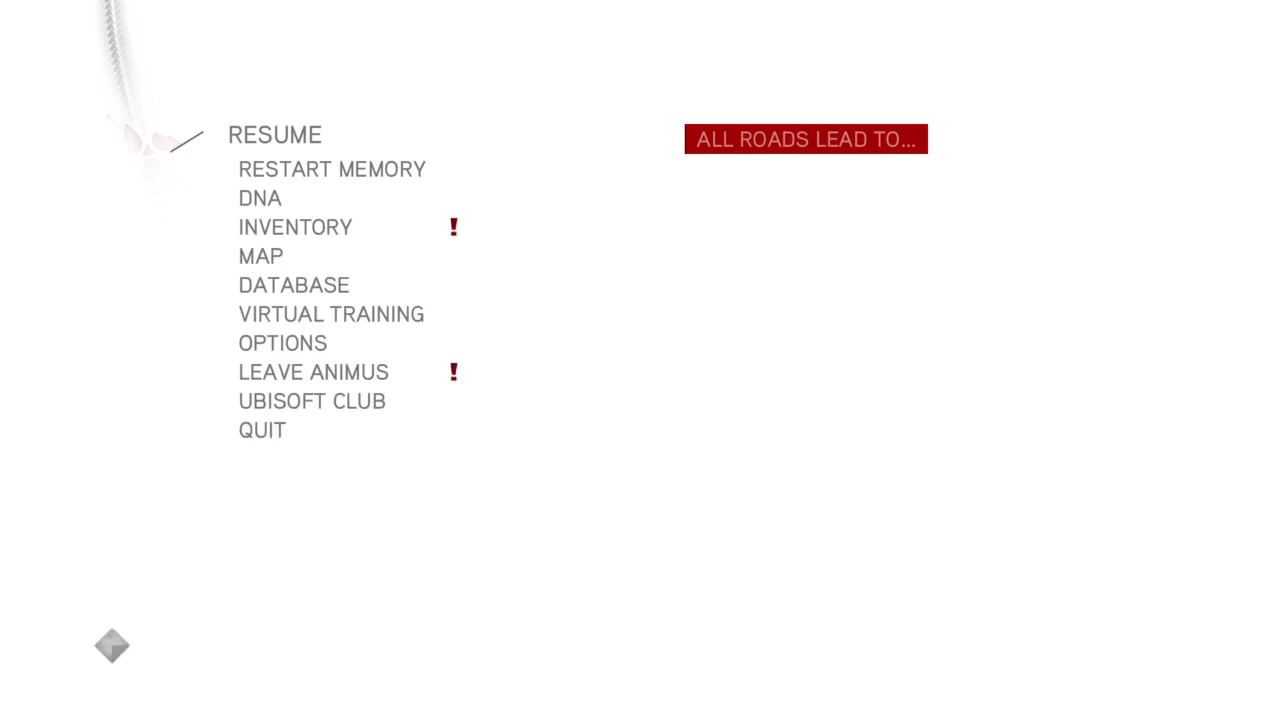 RESUME
ALL ROADS LEAD TO...
RESTART MEMORY
DNA
INVENTORY !
MAP
DATABASE
VIRTUAL TRAINING
OPTIONS
LEAVE ANIMUS !
UBISOFT CLUB
QUIT